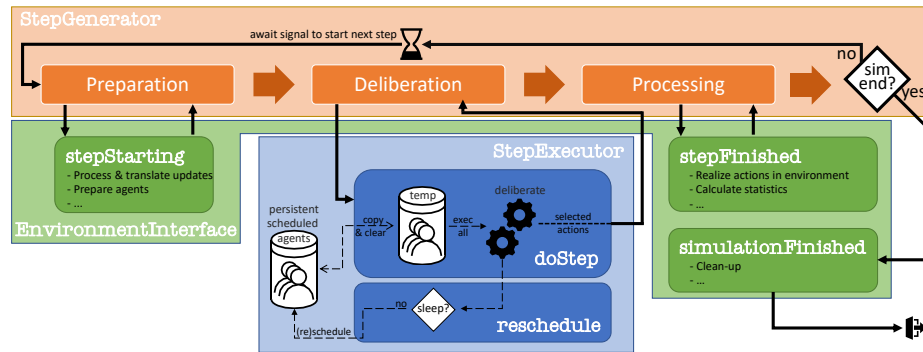 StepGenerator
await signal to start next step
no
Preparation
Deliberation
Processing
sim
end?
yes
stepStarting
- Process & translate updates
- Prepare agents
- ...
EnvironmentInterface
StepExecutor
persistent
scheduled
agents
copy
& clear
temp
exec
all
deliberate
selected
actions
doStep
no
sleep?
(re)schedule
reschedule
stepFinished
- Realize actions in environment
- Calculate statistics
- ...
simulationFinished
- Clean-up
- ...